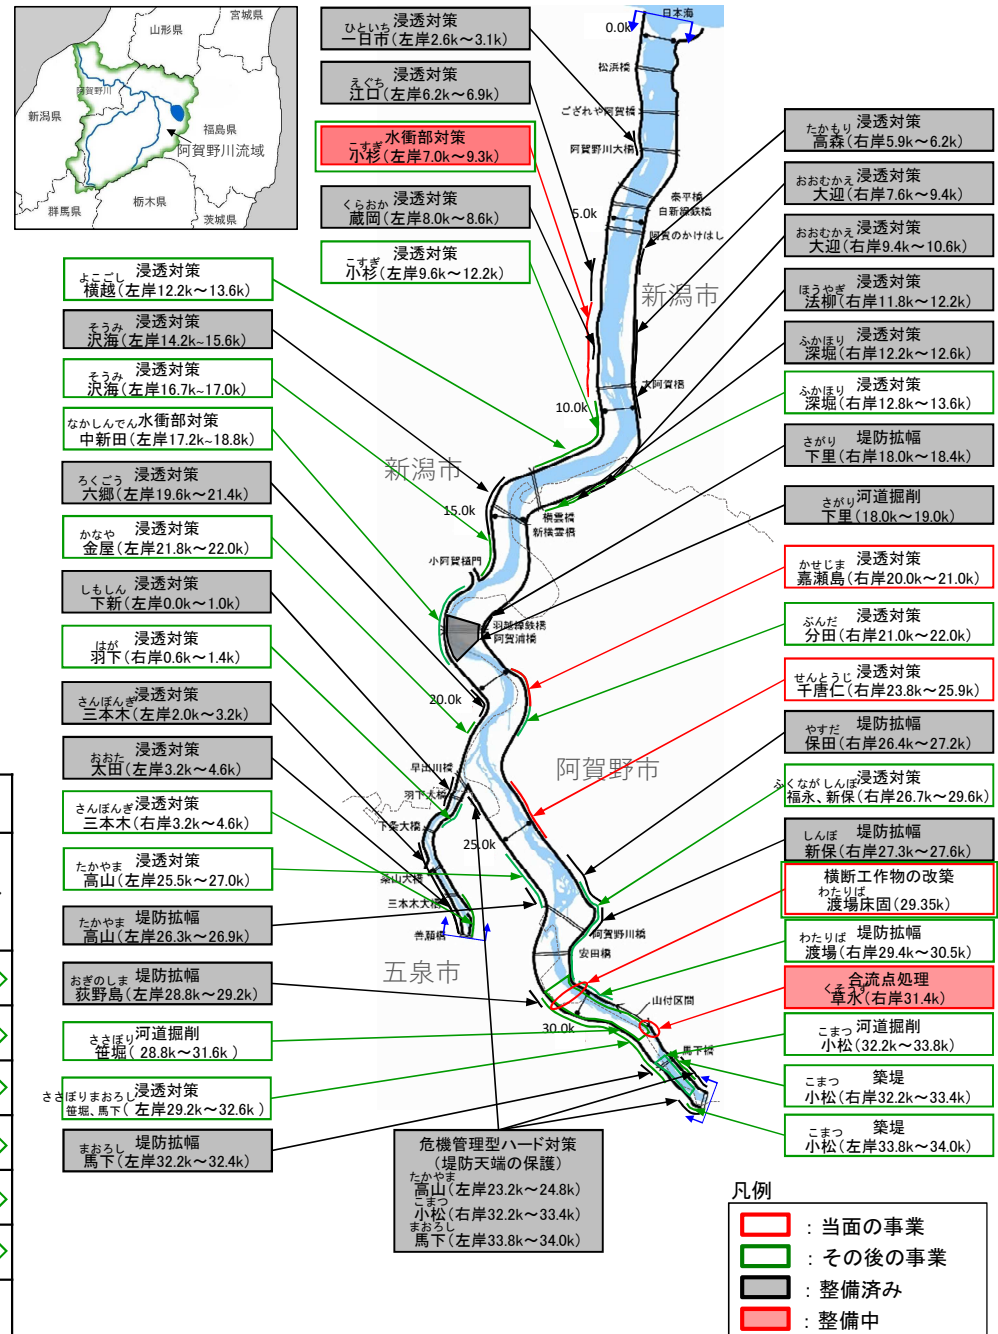 宮城県
山形県
阿賀野川
新潟県
福島県
阿賀野川流域
群馬県
栃木県
茨城県
浸透対策
ひといち
一日市(左岸2.6k～3.1k)
浸透対策
えぐち
江口(左岸6.2k～6.9k)
水衝部対策
こすぎ
小杉(左岸7.0k～9.3k)
浸透対策
くらおか
蔵岡(左岸8.0k～8.6k)
浸透対策
こすぎ
小杉(左岸9.6k～12.2k)
浸透対策
よこごし
横越(左岸12.2k～13.6k)
浸透対策
そうみ
沢海(左岸14.2k~15.6k)
浸透対策
そうみ
沢海(左岸16.7k~17.0k)
水衝部対策
なかしんでん
中新田(左岸17.2k~18.8k)
浸透対策
ろくごう
六郷(左岸19.6k～21.4k)
浸透対策
かなや
金屋(左岸21.8k～22.0k)
浸透対策
しもしん
下新(左岸0.0k～1.0k)
浸透対策
はが
羽下(右岸0.6k～1.4k)
浸透対策
さんぼんぎ
三本木(左岸2.0k～3.2k)
浸透対策
おおた
太田(左岸3.2k～4.6k)
浸透対策
さんぼんぎ
三本木(右岸3.2k～4.6k)
浸透対策
たかやま
高山(左岸25.5k～27.0k)
堤防拡幅
たかやま
高山(左岸26.3k～26.9k)
堤防拡幅
おぎのしま
荻野島(左岸28.8k～29.2k)
河道掘削
ささぼり
笹堀( 28.8k～31.6k )
浸透対策
ささぼりまおろし
笹堀、馬下( 左岸29.2k～32.6k )
堤防拡幅
まおろし
馬下(左岸32.2k～32.4k)
日本海
0.0k
松浜橋
ござれや阿賀橋
阿賀野川大橋
泰平橋
5.0k
白新線鉄橋
阿賀のかけはし
新潟市
大阿賀橋
10.0k
新潟市
15.0k
横雲橋
新横雲橋
小阿賀樋門
羽越線鉄橋
阿賀浦橋
20.0k
早出川橋
羽下大橋
阿賀野市
下条大橋
25.0k
桑山大橋
三本木大橋
善願橋
五泉市
阿賀野川橋
安田橋
山付区間
30.0k
馬下橋
浸透対策
たかもり
高森(右岸5.9k～6.2k)
浸透対策
おおむかえ
大迎(右岸7.6k～9.4k)
浸透対策
おおむかえ
大迎(右岸9.4k～10.6k)
浸透対策
ほうやぎ
法柳(右岸11.8k～12.2k)
浸透対策
ふかぼり
深堀(右岸12.2k～12.6k)
浸透対策
ふかぼり
深堀(右岸12.8k～13.6k)
堤防拡幅
さがり
下里(右岸18.0k～18.4k)
河道掘削
さがり
下里(18.0k～19.0k)
浸透対策
かせじま
嘉瀬島(右岸20.0k～21.0k)
浸透対策
ぶんだ
分田(右岸21.0k～22.0k)
浸透対策
せんとうじ
千唐仁(右岸23.8k～25.9k)
堤防拡幅
やすだ
保田(右岸26.4k～27.2k)
浸透対策
ふくなが しんぼ
福永、新保(右岸26.7k～29.6k)
堤防拡幅
しんぼ
新保(右岸27.3k～27.6k)
横断工作物の改築
わたりば
渡場床固(29.35k)
堤防拡幅
わたりば
渡場(右岸29.4k～30.5k)
合流点処理
くそうず
草水(右岸31.4k)
河道掘削
こまつ
小松(32.2k～33.8k)
築堤
こまつ
小松(右岸32.2k～33.4k)
築堤
こまつ
小松(左岸33.8k～34.0k)
危機管理型ハード対策
(堤防天端の保護)
たかやま
高山(左岸23.2k～24.8k)
こまつ
小松(右岸32.2k～33.4k)
まおろし
馬下(左岸33.8k～34.0k)
凡例
：当面の事業
：その後の事業
：整備済み
：整備中